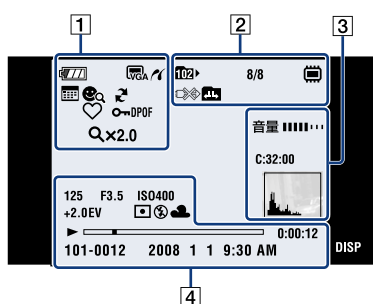 1
2
3
VGA
102
8/8
DPOF
×2.0
音量
C:32:00
125 F3.5 ISO400
+2.0EV
0:00:12
101-0012 2008 1 1 9:30 AM
DISP
4